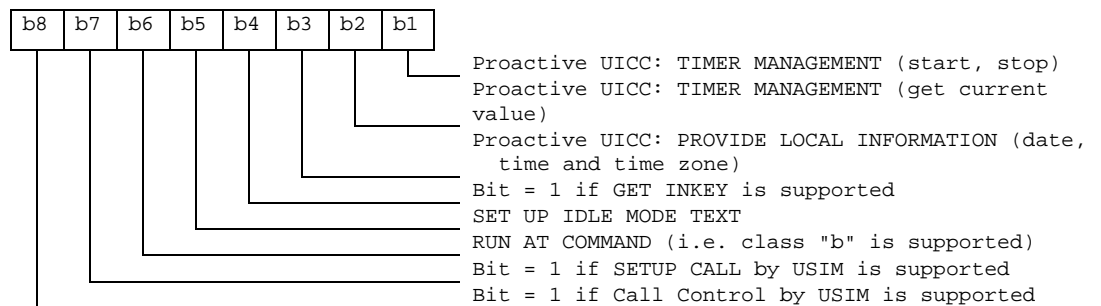 b8 b7 b6 b5 b4 b3 b2 b1
Proactive UICC: TIMER MANAGEMENT (start, stop)
Proactive UICC: TIMER MANAGEMENT (get current
value)
Proactive UICC: PROVIDE LOCAL INFORMATION (date,
time and time zone)
Bit = 1 if GET INKEY is supported
SET UP IDLE MODE TEXT
RUN AT COMMAND (i.e. class "b" is supported)
Bit = 1 if SETUP CALL by USIM is supported
Bit = 1 if Call Control by USIM is supported